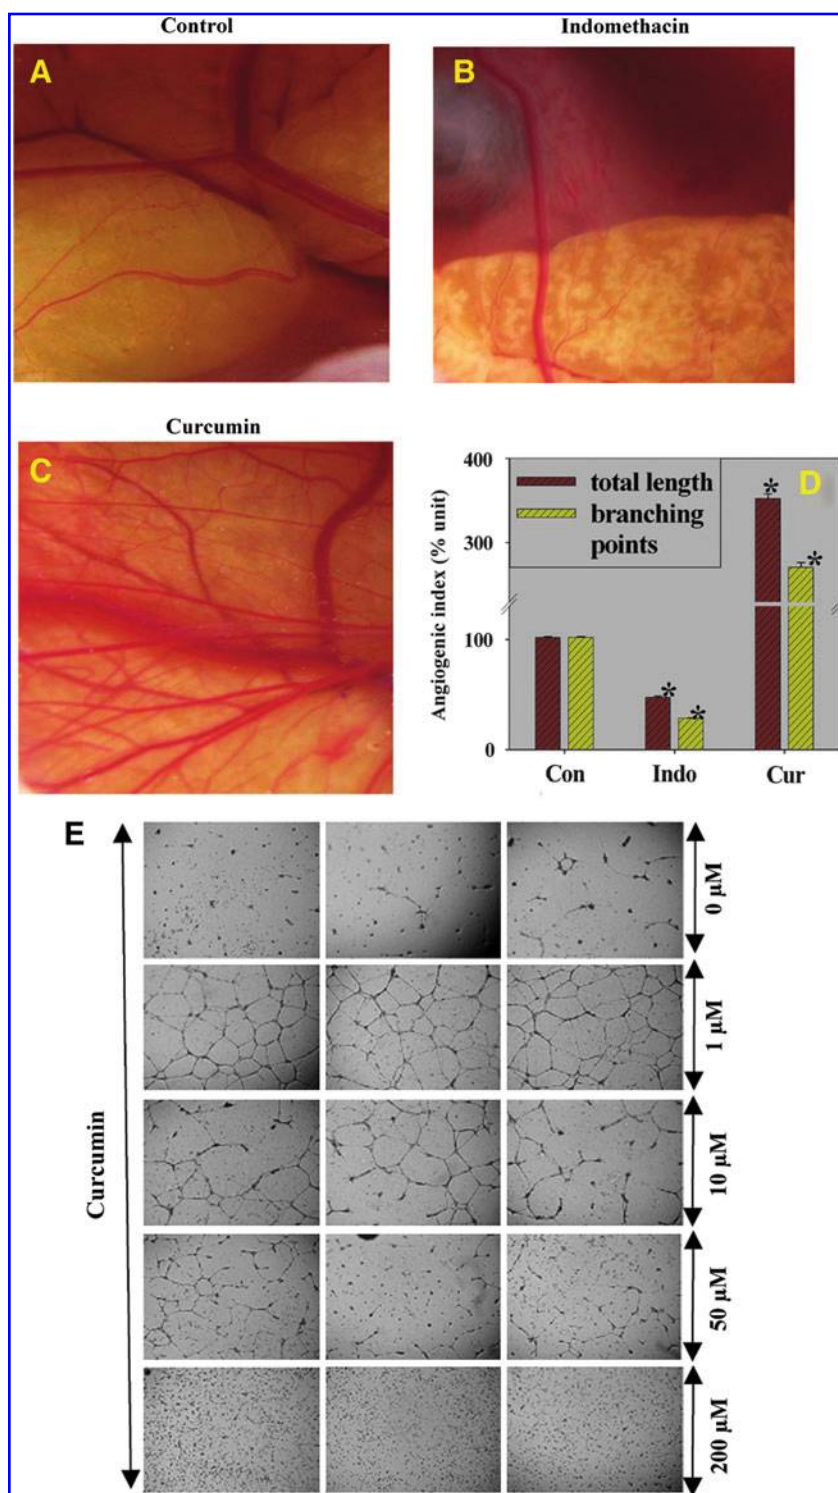 Control
Indomethacin
A
B
Curcumin
C
D
400
300
100
0
Angiogenic index (% unit)
total length
branching
points
*
*
*
*
Con
Indo
Cur
E
Curcumin
0 μM
1 μM
10 μM
50 μM
200 μM